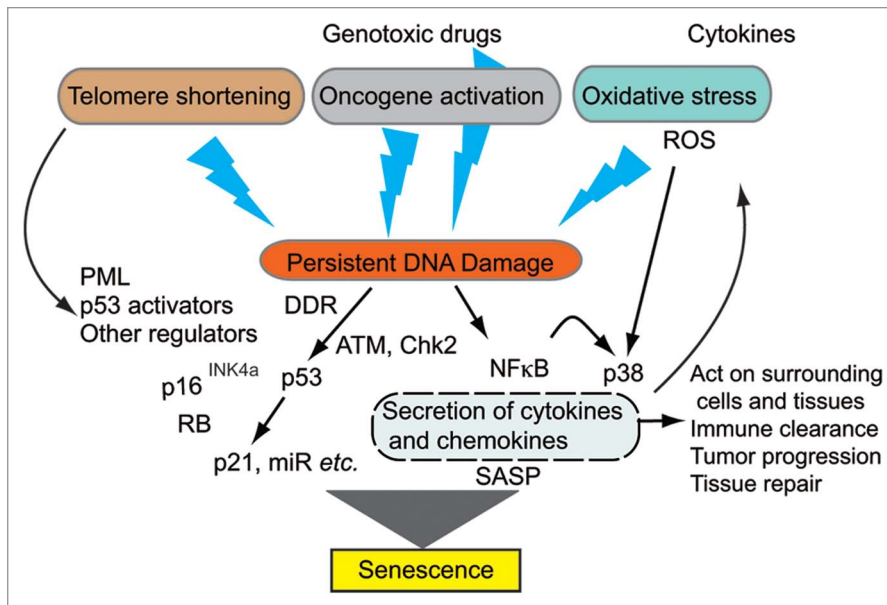 Genotoxic drugs
Cytokines
Telomere shortening
Oncogene activation
Oxidative stress
ROS
Persistent DNA Damage
PML
p53 activators
Other regulators
DDR
ATM, Chk2
p16 INK4a
p53
NFκB
p38
RB
p21, miR etc.
Secretion of cytokines
and chemokines
SASP
Act on surrounding
cells and tissues
Immune clearance
Tumor progression
Tissue repair
Senescence